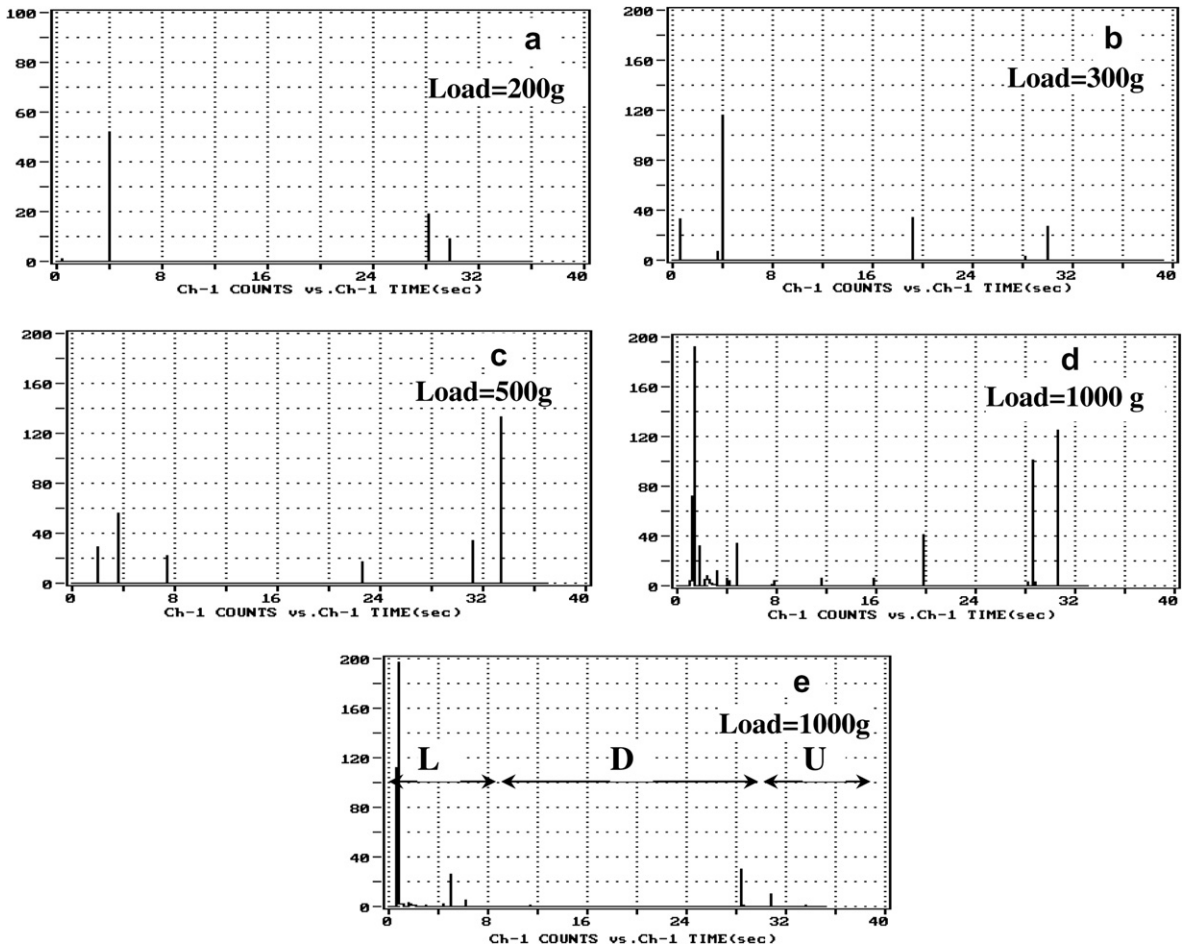 a
Load=200g
100
80
60
40
20
0
0 8 16 24 32 40
Ch-1 COUNTS vs.Ch-1 TIME(sec)
b
Load=300g
200
160
120
80
40
0
0 8 16 24 32 40
Ch-1 COUNTS vs.Ch-1 TIME(sec)
c
Load=500g
200
160
120
80
40
0
0 8 16 24 32 40
Ch-1 COUNTS vs.Ch-1 TIME(sec)
d
Load=1000 g
200
160
120
80
40
0
0 8 16 24 32 40
Ch-1 COUNTS vs.Ch-1 TIME(sec)
e
Load=1000g
L D U
200
160
120
80
40
0
0 8 16 24 32 40
Ch-1 COUNTS vs.Ch-1 TIME(sec)